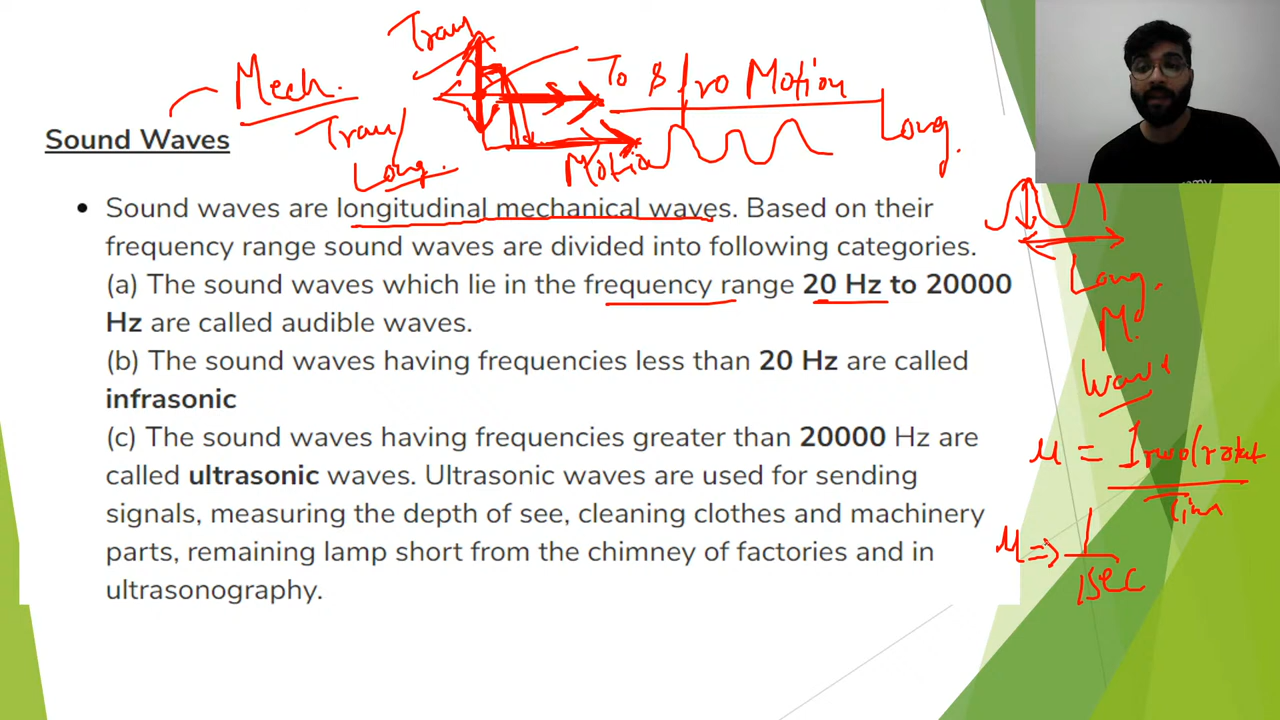 Tran
Mech.
To & fro Motion
Tran/
Long.
Motion
Long.
Sound Waves
• Sound waves are longitudinal mechanical waves. Based on their
frequency range sound waves are divided into following categories.
(a) The sound waves which lie in the frequency range 20 Hz to 20000
Hz are called audible waves.
(b) The sound waves having frequencies less than 20 Hz are called
infrasonic
(c) The sound waves having frequencies greater than 20000 Hz are
called ultrasonic waves. Ultrasonic waves are used for sending
signals, measuring the depth of see, cleaning clothes and machinery
parts, remaining lamp short from the chimney of factories and in
ultrasonography.
Long.
M.
Wave
μ = 1
μ => 1
sec